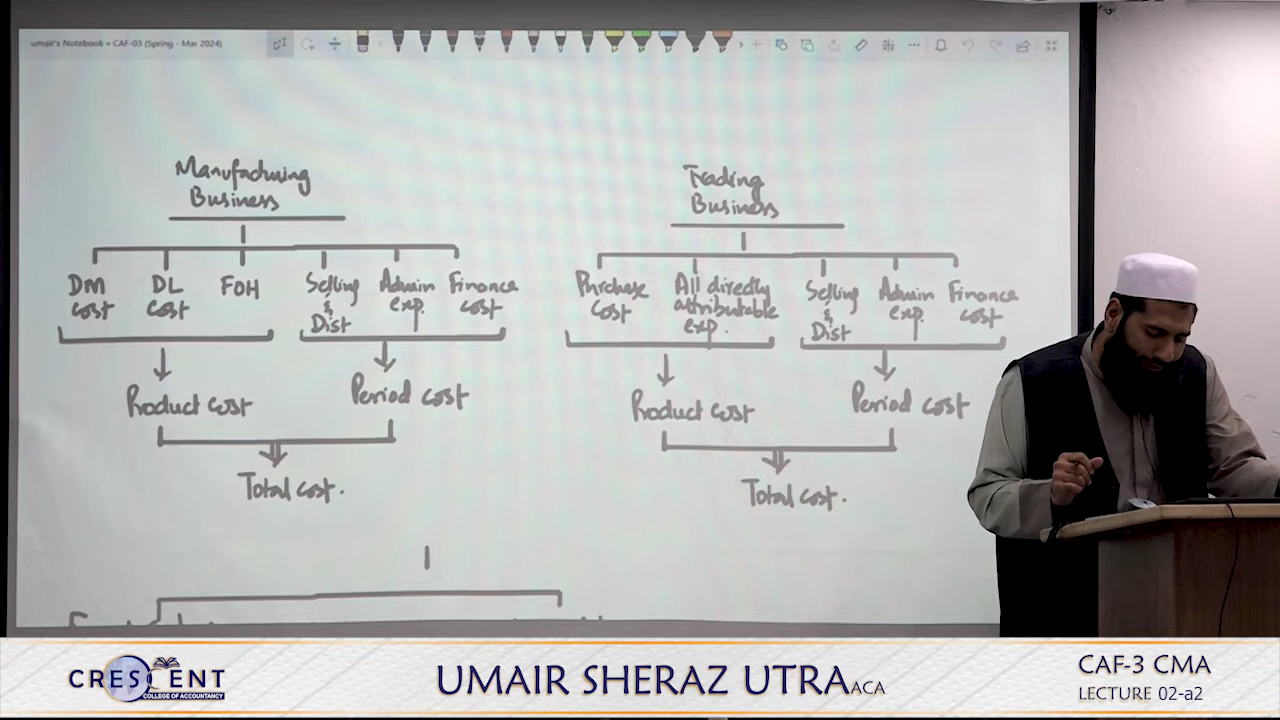 umair's Notebook • CAF-03 (Spring - Mar 2024)
Manufacturing
Business
DM
cost
DL
cost
FOH
Selling
&
Dist
Admin
exp.
Finance
cost
Product cost
Period cost
Total cost.
Trading
Business
Purchase
cost
All directly
attributable
exp.
Selling
&
Dist
Admin
exp.
Finance
cost
Product cost
Period cost
Total cost.
CRESCENT
COLLEGE OF ACCOUNTANCY
UMAIR SHERAZ UTRA ACA
CAF-3 CMA
LECTURE 02-a2